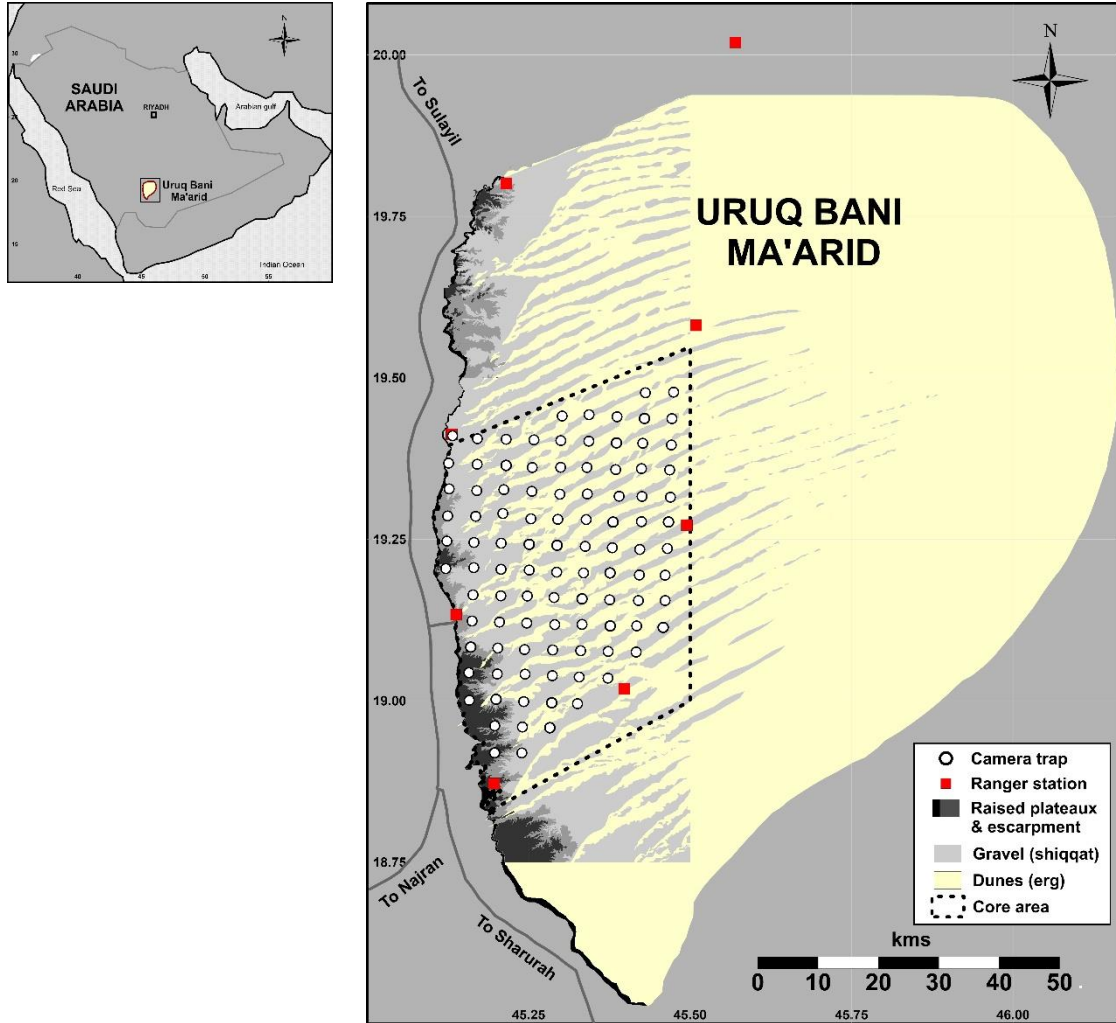 N
SAUDI
ARABIA
RIYADH
Arabian gulf
Red Sea
Uruq Bani
Ma'arid
Indian Ocean
30
20
10
40
45
50
55
N
20.00
19.75
19.50
19.25
19.00
18.75
To Sulayil
URUQ BANI
MA'ARID
To Najran
To Sharurah
Camera trap
Ranger station
Raised plateaux
& escarpment
Gravel (shiqqat)
Dunes (erg)
Core area
kms
0 10 20 30 40 50
45.25 45.50 45.75 46.00